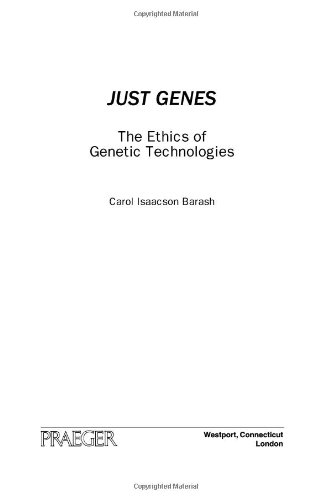 Copyrighted Material
JUST GENES
The Ethics of
Genetic Technologies
Carol Isaacson Barash
PRAEGER
Westport, Connecticut
London
Copyrighted Material